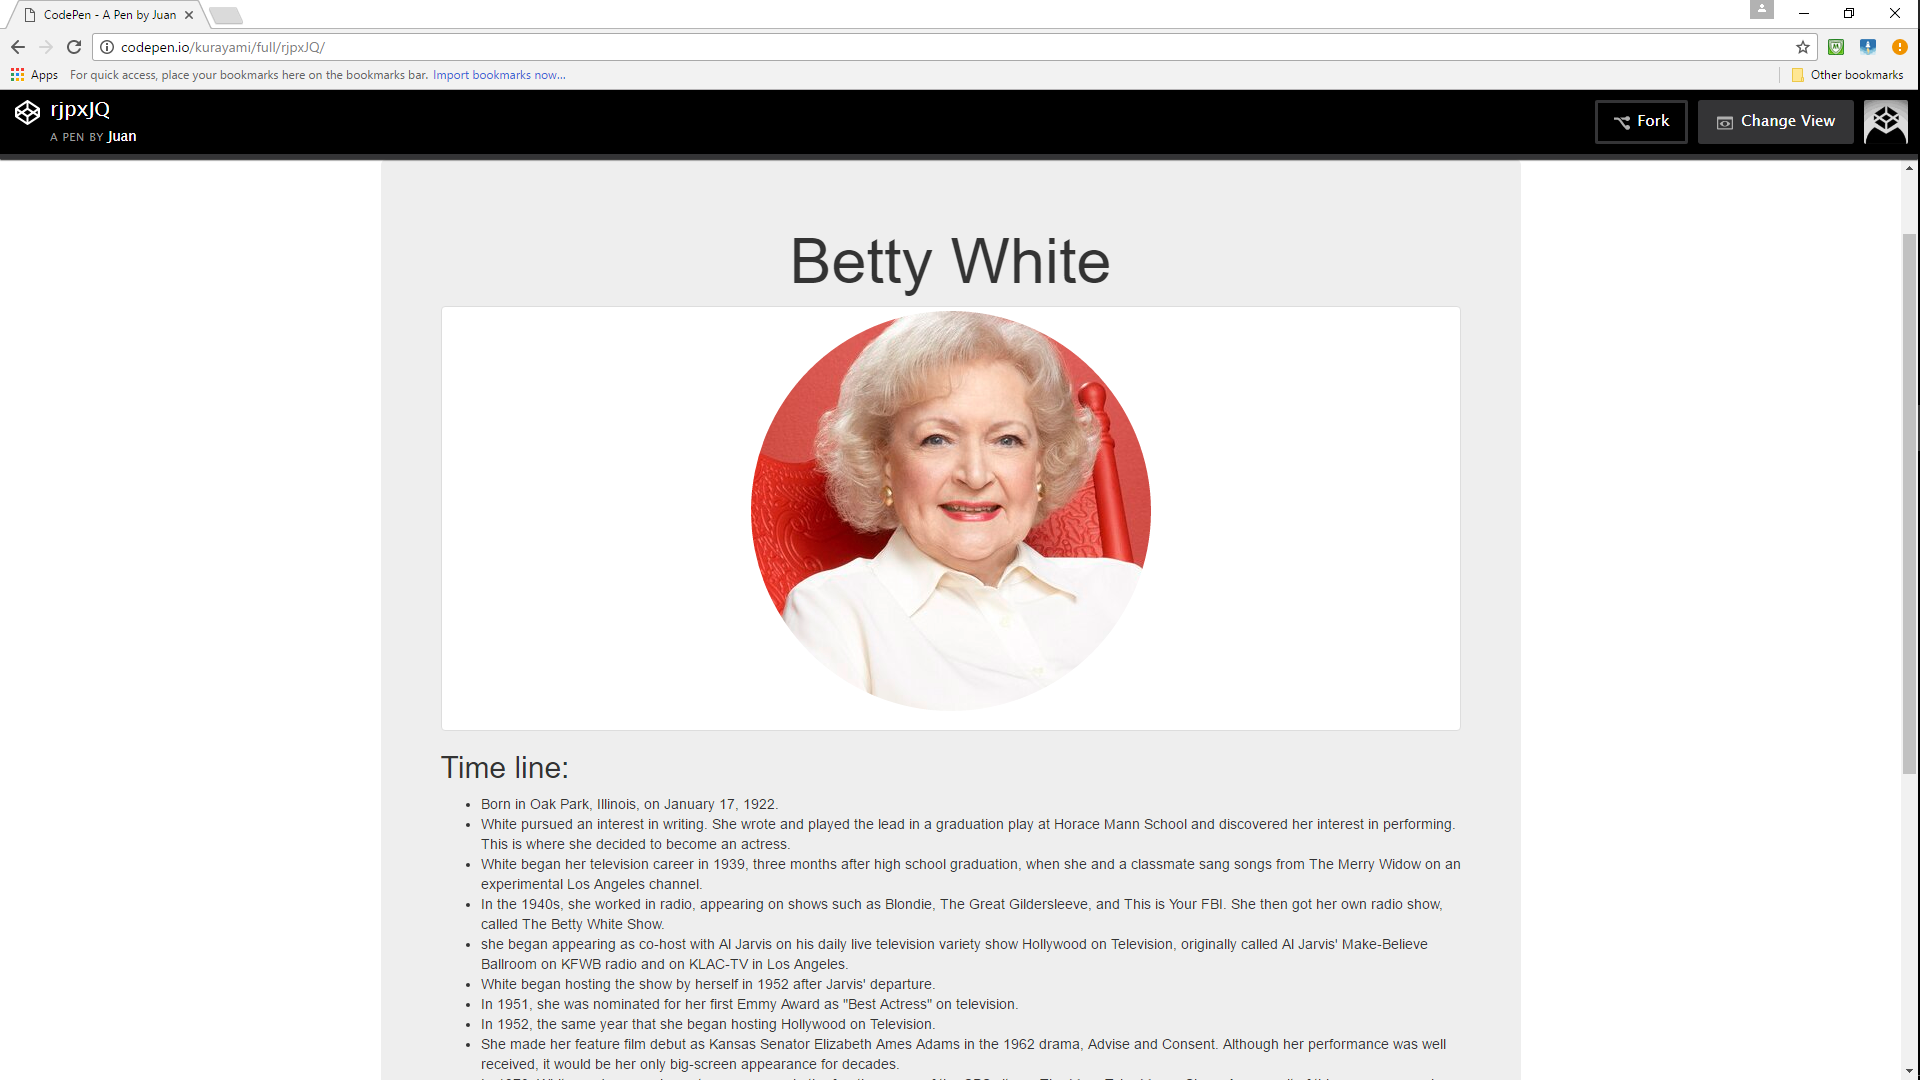 CodePen - A Pen by Juan
codepen.io/kurayami/full/rjpxJQ/
Apps For quick access, place your bookmarks here on the bookmarks bar. Import bookmarks now... Other bookmarks
rjpxJQ
A PEN BY Juan
Fork Change View
Betty White
Time line:
Born in Oak Park, Illinois, on January 17, 1922.
White pursued an interest in writing. She wrote and played the lead in a graduation play at Horace Mann School and discovered her interest in performing.
This is where she decided to become an actress.
White began her television career in 1939, three months after high school graduation, when she and a classmate sang songs from The Merry Widow on an
experimental Los Angeles channel.
In the 1940s, she worked in radio, appearing on shows such as Blondie, The Great Gildersleeve, and This is Your FBI. She then got her own radio show,
called The Betty White Show.
she began appearing as co-host with Al Jarvis on his daily live television variety show Hollywood on Television, originally called Al Jarvis' Make-Believe
Ballroom on KFWB radio and on KLAC-TV in Los Angeles.
White began hosting the show by herself in 1952 after Jarvis' departure.
In 1951, she was nominated for her first Emmy Award as "Best Actress" on television.
In 1952, the same year that she began hosting Hollywood on Television.
She made her feature film debut as Kansas Senator Elizabeth Ames Adams in the 1962 drama, Advise and Consent. Although her performance was well
received, it would be her only big-screen appearance for decades.